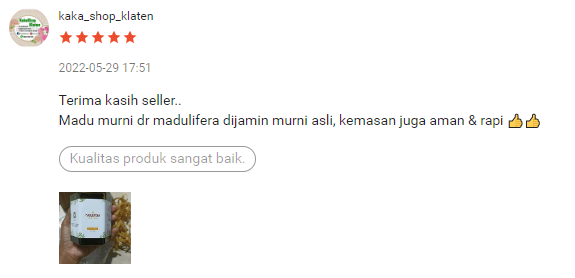 kaka_shop_klaten
2022-05-29 17:51
Terima kasih seller..
Madu murni dr madulifera dijamin murni asli, kemasan juga aman & rapi 👍👍
Kualitas produk sangat baik.